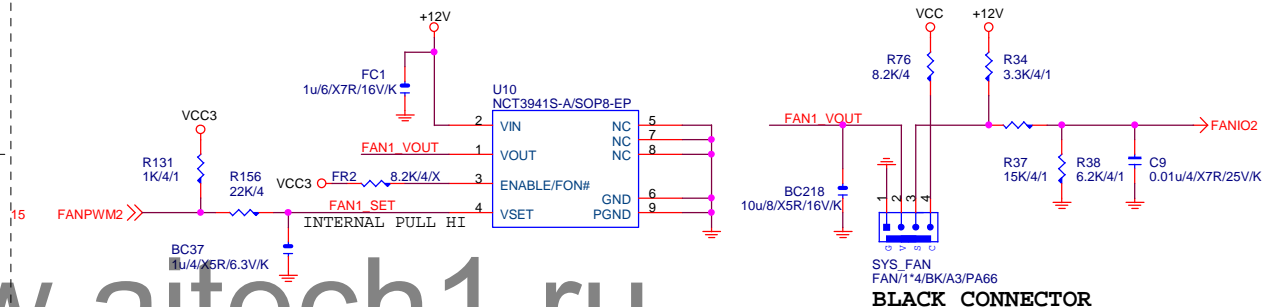 +12V
VCC
+12V
FC1
1u/6/X7R/16V/K
R76
8.2K/4
R34
3.3K/4/1
U10
NCT3941S-A/SOP8-EP
VCC3
2
VIN
NC
5
NC
7
FAN1_VOUT
1
VOUT
NC
8
FAN1_VOUT
FANIO2
R131
1K/4/1
R156
22K/4
VCC3
FR2
8.2K/4/X
3
ENABLE/FON#
GND
6
R37
15K/4/1
R38
6.2K/4/1
C9
0.01u/4/X7R/25V/K
BC218
10u/8/X5R/16V/K
15
FANPWM2
FAN1_SET
4
VSET
PGND
9
INTERNAL PULL HI
1
2
3
4
G
V
S
C
BC37
1u/4/X5R/6.3V/K
SYS_FAN
FAN/1*4/BK/A3/PA66
BLACK CONNECTOR
w.aitech1.ru